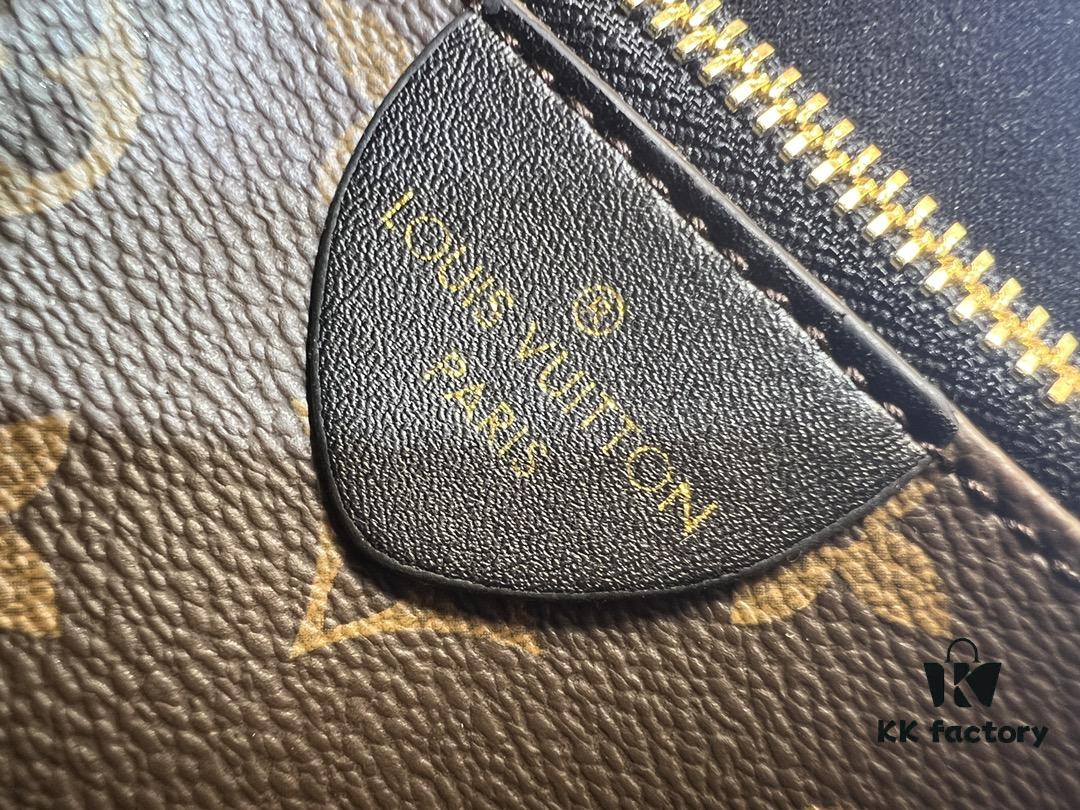 ®
LOUIS VUITTON
PARIS
KK factory